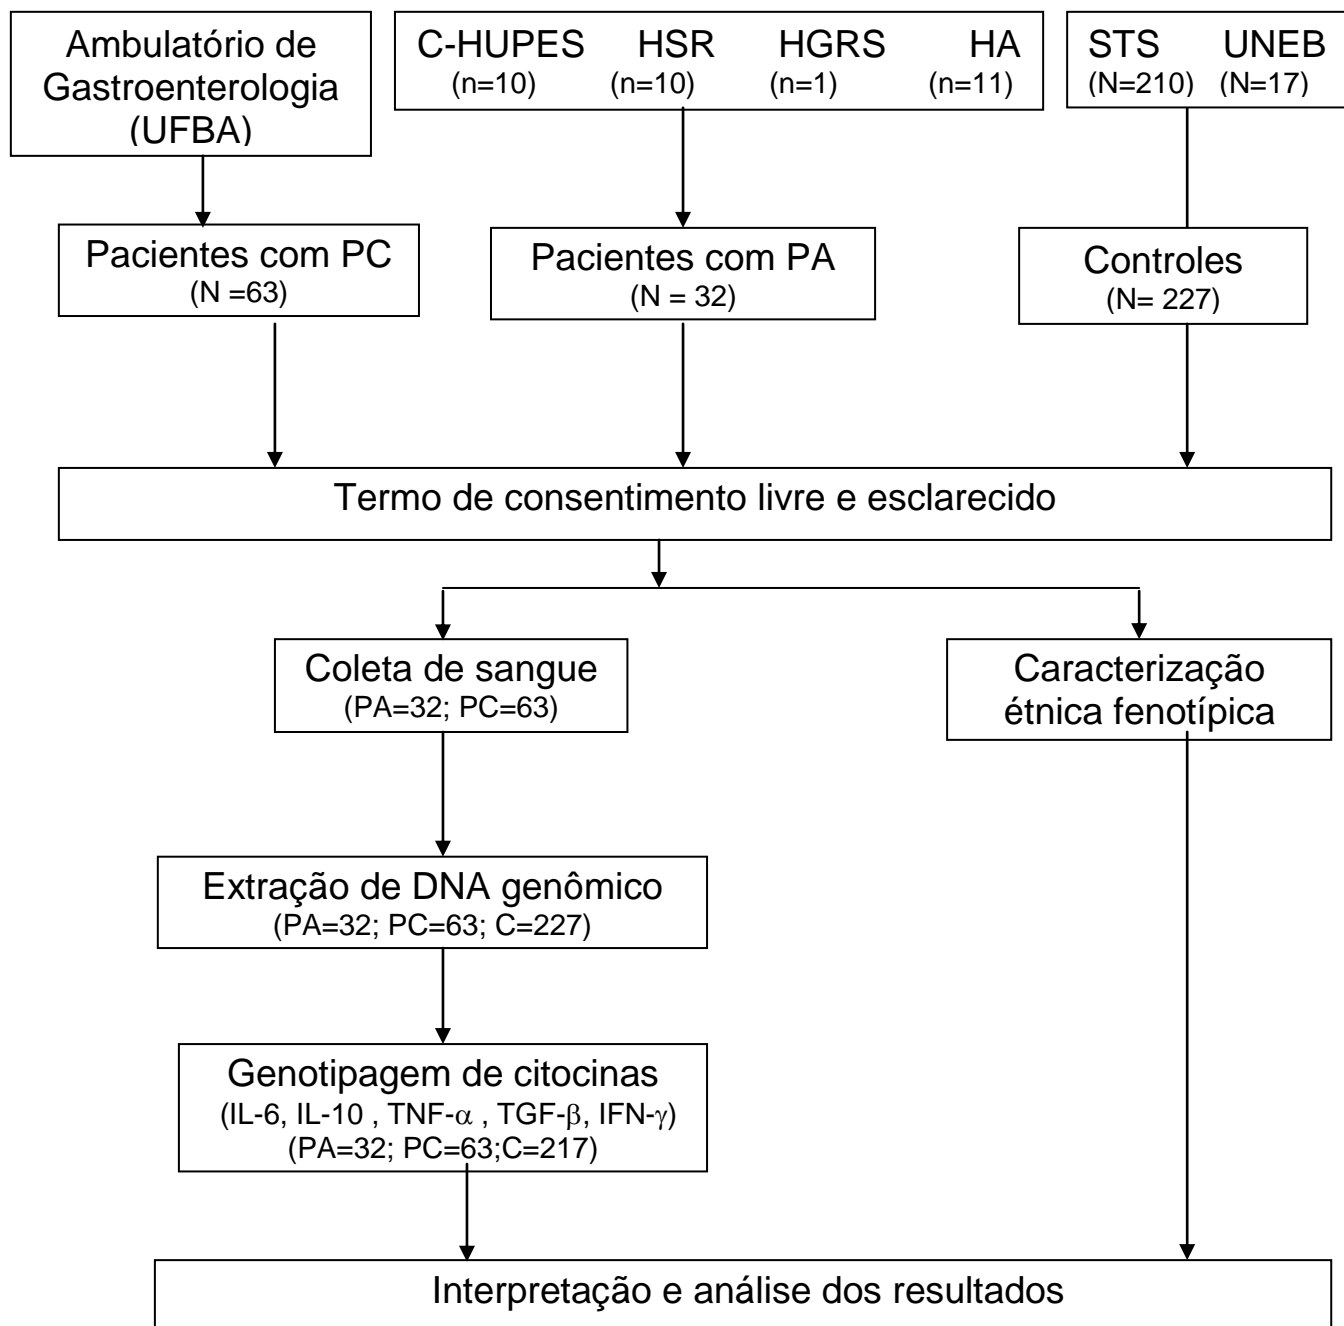 Ambulatório de
Gastroenterologia
(UFBA)
C-HUPES HSR HGRS HA
(n=10) (n=10) (n=1) (n=11)
STS UNEB
(N=210) (N=17)
Pacientes com PC
(N =63)
Pacientes com PA
(N = 32)
Controles
(N= 227)
Termo de consentimento livre e esclarecido
Coleta de sangue
(PA=32; PC=63)
Caracterização
étnica fenotípica
Extração de DNA genômico
(PA=32; PC=63; C=227)
Genotipagem de citocinas
(IL-6, IL-10 , TNF-α , TGF-β, IFN-γ)
(PA=32; PC=63;C=217)
Interpretação e análise dos resultados